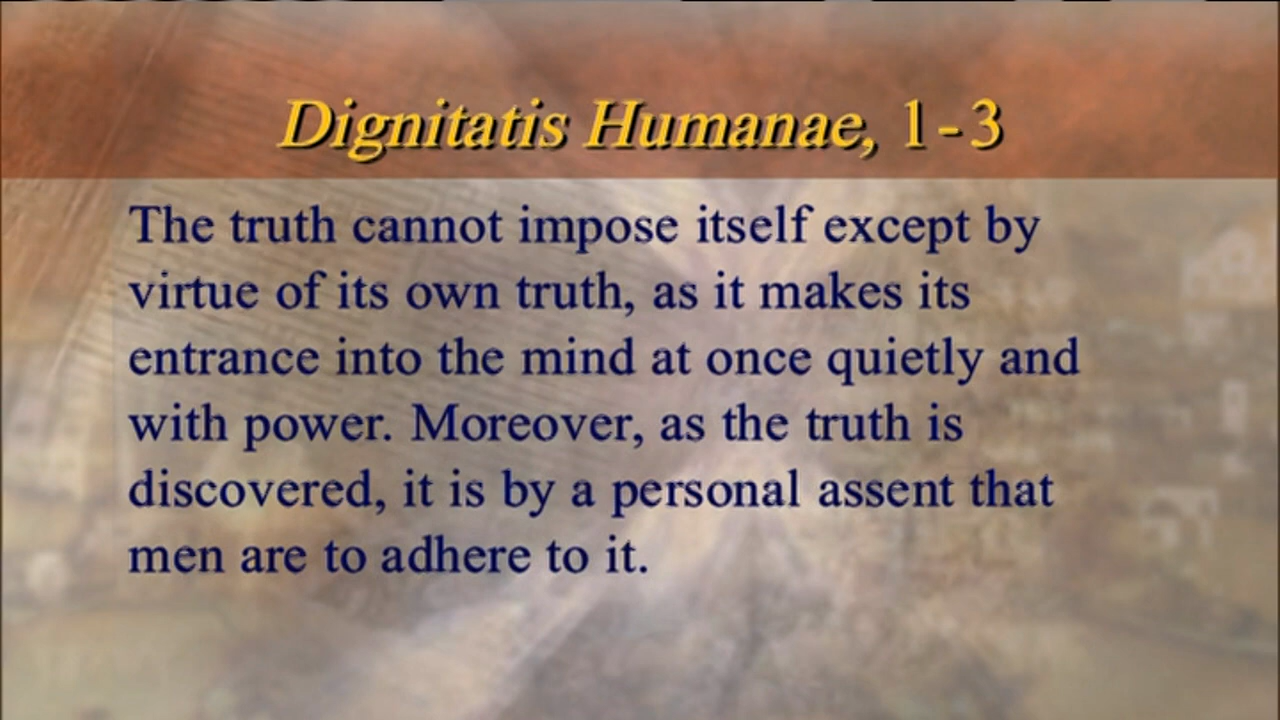 Dignitatis Humanae, 1-3
The truth cannot impose itself except by
virtue of its own truth, as it makes its
entrance into the mind at once quietly and
with power. Moreover, as the truth is
discovered, it is by a personal assent that
men are to adhere to it.